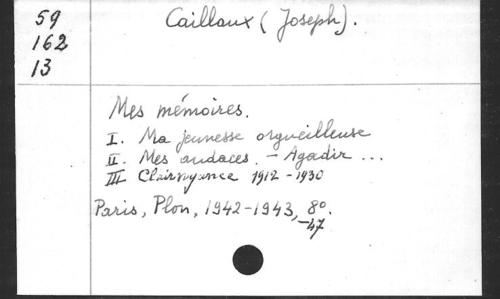 59
162
13
Caillaux (Joseph).
Mes mémoires.
I. Ma jeunesse orgueilleuse
II. Mes audaces. - Agadir ...
III Clairvoyance 1912 - 1930
Paris, Plon, 1942-1943, 8°.
-47